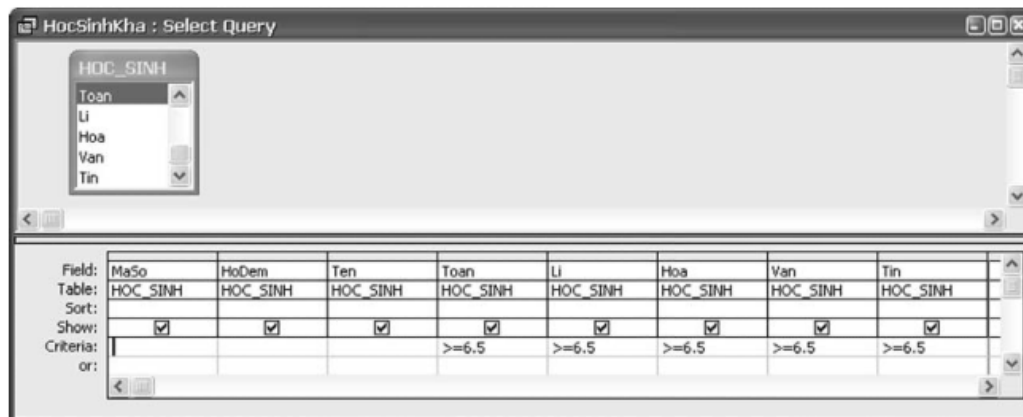 HocSinhKha : Select Query
HOC_SINH
Toan
Li
Hoa
Van
Tin
Field: MaSo HoDem Ten Toan Li Hoa Van Tin
Table: HOC_SINH HOC_SINH HOC_SINH HOC_SINH HOC_SINH HOC_SINH HOC_SINH HOC_SINH
Sort:
Show:
Criteria: >=6.5 >=6.5 >=6.5 >=6.5 >=6.5
or: